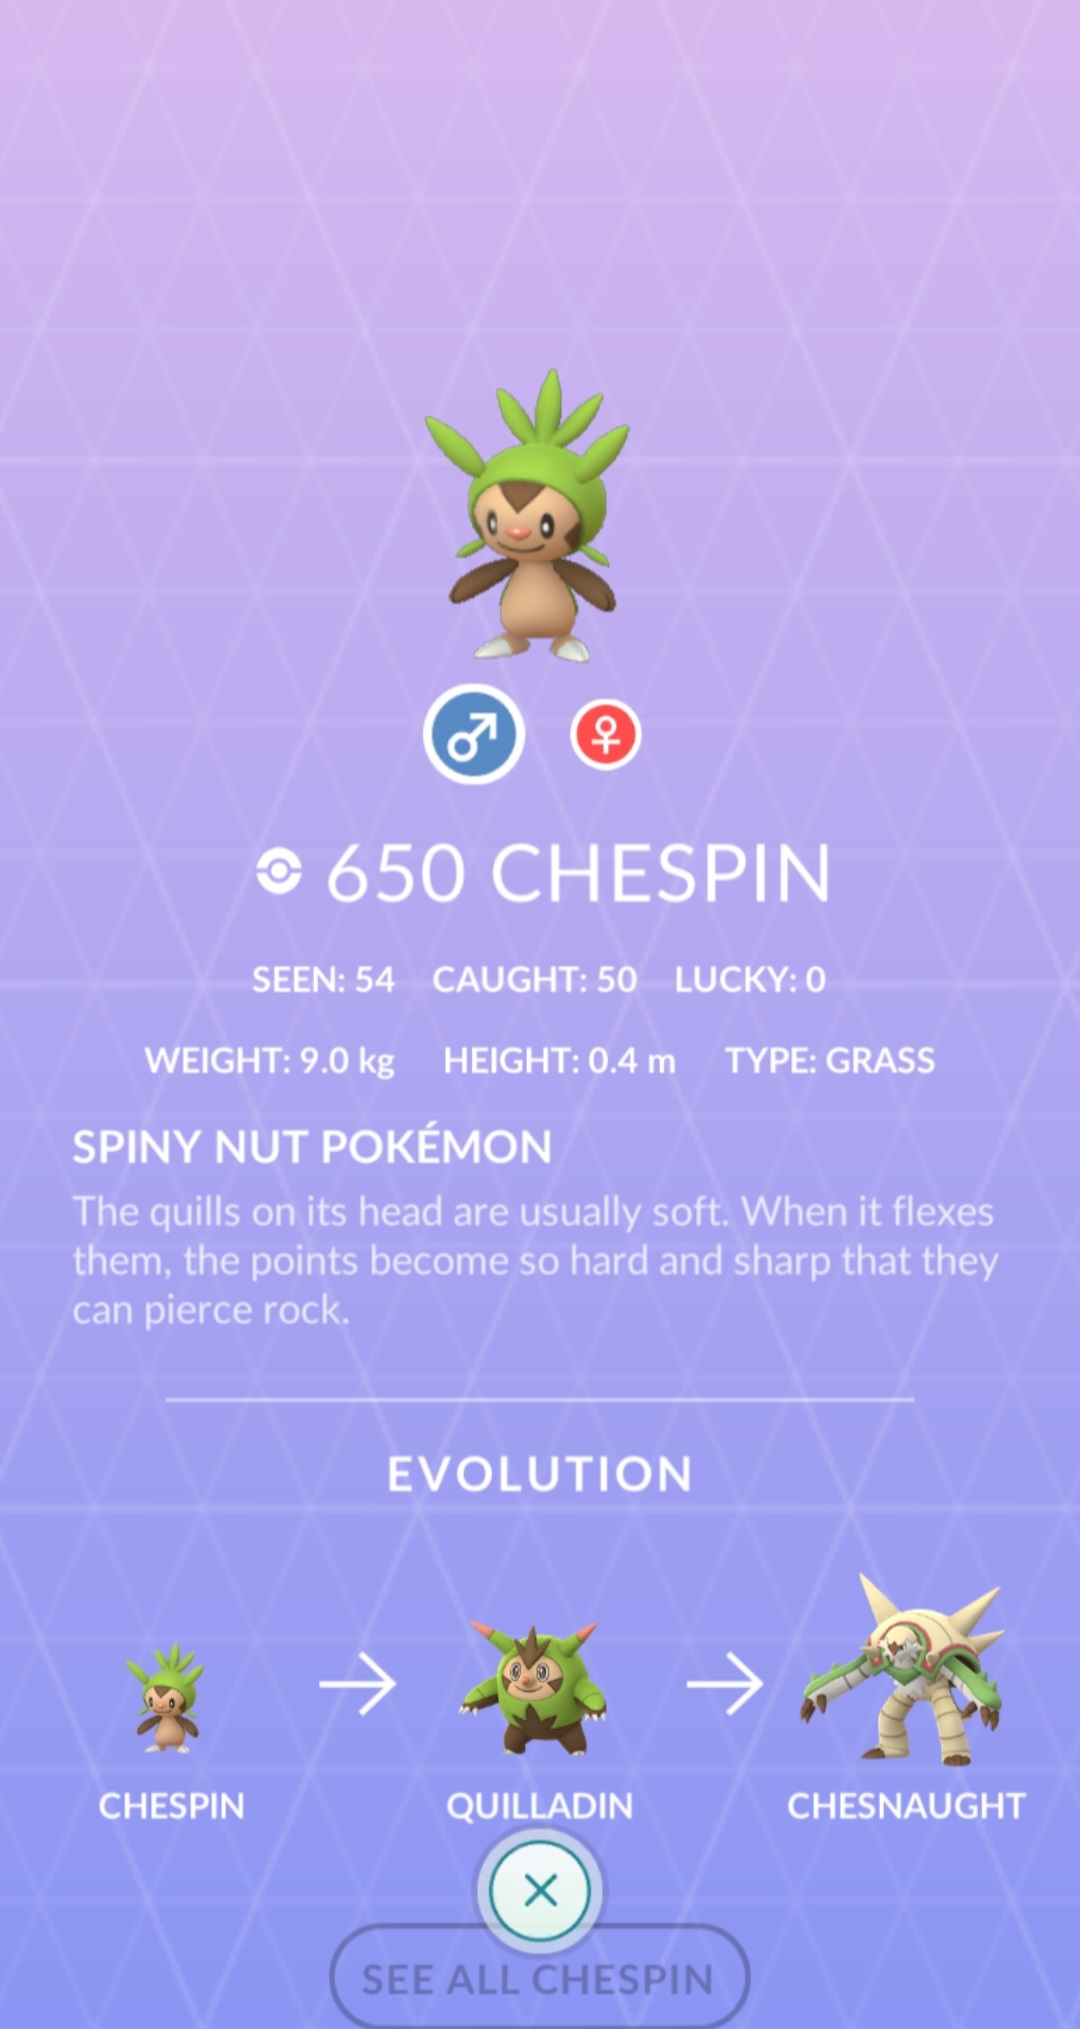 650 CHESPIN
SEEN: 54 CAUGHT: 50 LUCKY: 0
WEIGHT: 9.0 kg HEIGHT: 0.4 m TYPE: GRASS
SPINY NUT POKÉMON
The quills on its head are usually soft. When it flexes
them, the points become so hard and sharp that they
can pierce rock.
EVOLUTION
CHESPIN QUILLADIN CHESNAUGHT
SEE ALL CHESPIN